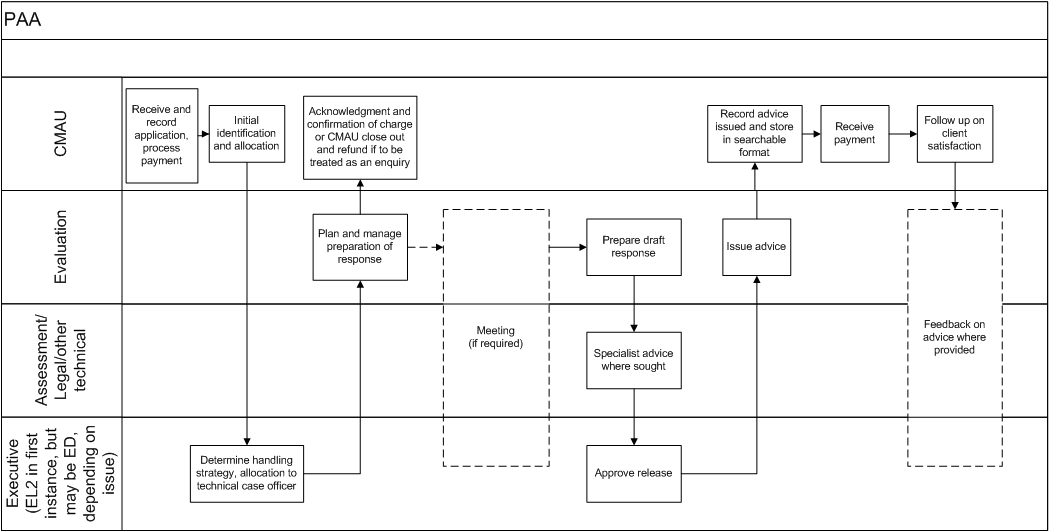 PAA
CMAU
Receive and
record
application,
process
payment
Initial
identification
and allocation
Acknowledgment and
confirmation of charge
or CMAU close out
and refund if to be
treated as an enquiry
Record advice
issued and store
in searchable
format
Receive
payment
Follow up on
client
satisfaction
Evaluation
Plan and manage
preparation of
response
Prepare draft
response
Issue advice
Assessment/
Legal/other
technical
Meeting
(if required)
Specialist advice
where sought
Feedback on
advice where
provided
Executive
(EL2 in first
instance, but
may be ED,
depending on
issue)
Determine handling
strategy, allocation to
technical case officer
Approve release